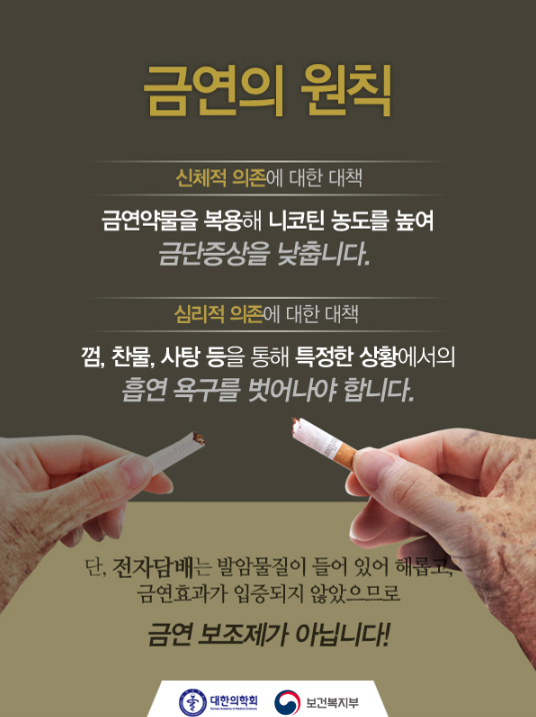 금연의 원칙
신체적 의존에 대한 대책
금연약물을 복용해 니코틴 농도를 높여
금단증상을 낮춥니다.
심리적 의존에 대한 대책
껌, 찬물, 사탕 등을 통해 특정한 상황에서의
흡연 욕구를 벗어나야 합니다.
단, 전자담배는 발암물질이 들어 있어 해롭고,
금연효과가 입증되지 않았으므로
금연 보조제가 아닙니다!
대한의학회
보건복지부